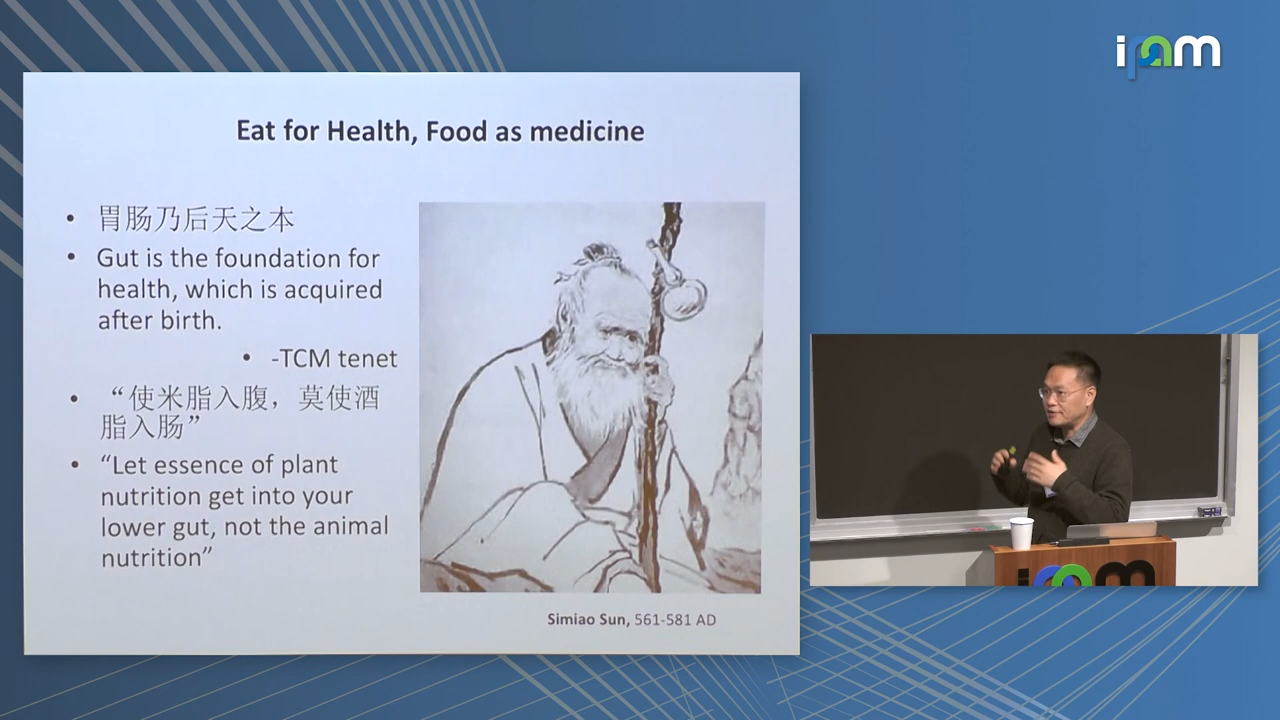 ipam
Eat for Health, Food as medicine
• 胃肠乃后天之本
• Gut is the foundation for
health, which is acquired
after birth.
• -TCM tenet
• “使米脂入腹，莫使酒
脂入肠”
• “Let essence of plant
nutrition get into your
lower gut, not the animal
nutrition”
Simiao Sun, 561-581 AD
ipam